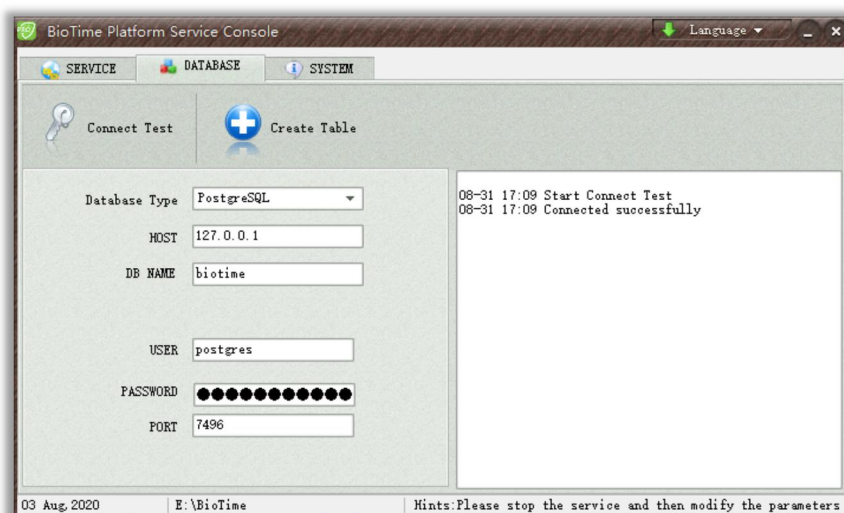 BioTime Platform Service Console
Language
SERVICE
DATABASE
SYSTEM
Connect Test
Create Table
Database Type PostgreSQL
HOST 127.0.0.1
DB NAME biotime
USER postgres
PASSWORD ●●●●●●●●●●●
PORT 7496
08-31 17:09 Start Connect Test
08-31 17:09 Connected successfully
03 Aug,2020 E:\BioTime Hints:Please stop the service and then modify the parameters